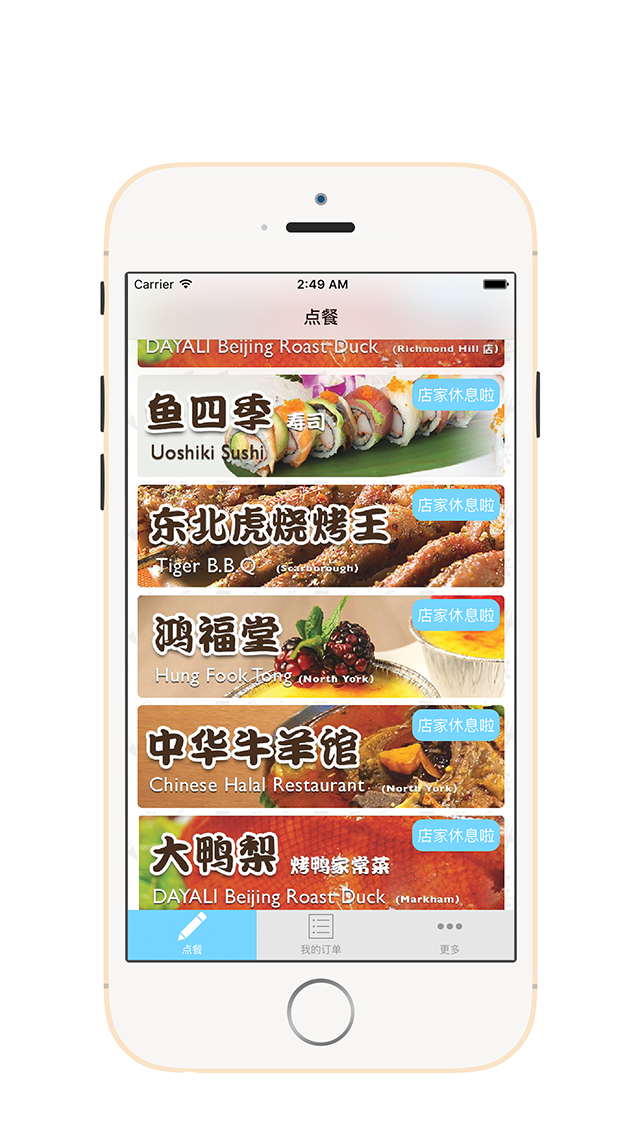 Carrier 2:49 AM
点餐
DAYALI Beijing Roast Duck (Richmond Hill 店)
鱼四季 寿司
店家休息啦
Uoshiki Sushi
店家休息啦
东北虎烧烤王
Tiger B.B.Q (Scarborough)
店家休息啦
鸿福堂
Hung Fook Tong (North York)
店家休息啦
中华牛羊馆
Chinese Halal Restaurant (North York)
店家休息啦
大鸭梨 烤鸭家常菜
DAYALI Beijing Roast Duck (Markham)
点餐 我的订单 更多